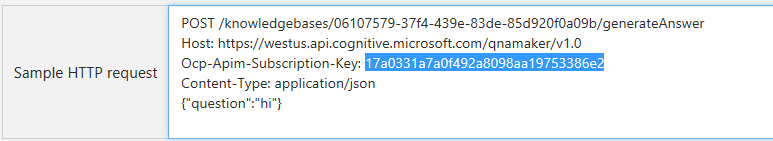 Sample HTTP request
POST /knowledgebases/06107579-37f4-439e-83de-85d920f0a09b/generateAnswer
Host: https://westus.api.cognitive.microsoft.com/qnamaker/v1.0
Ocp-Apim-Subscription-Key: 17a0331a7a0f492a8098aa19753386e2
Content-Type: application/json
{"question":"hi"}